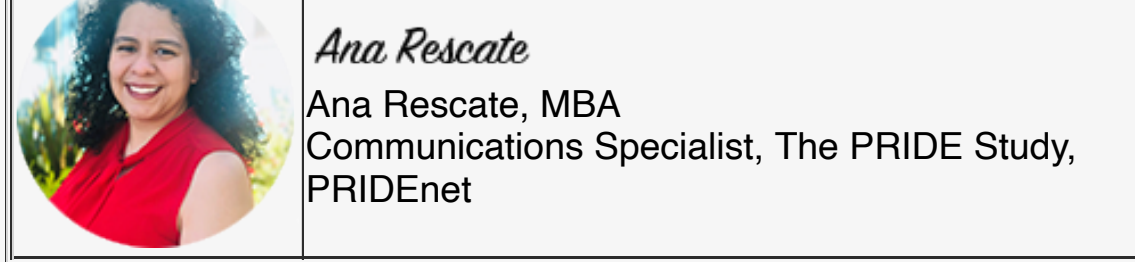 Ana Rescate
Ana Rescate, MBA
Communications Specialist, The PRIDE Study,
PRIDEnet